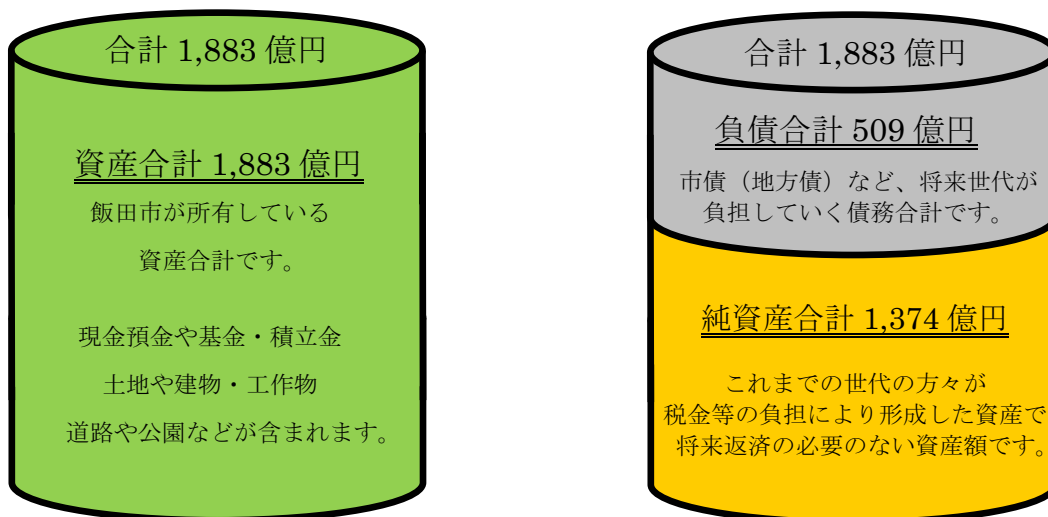 合計 1,883 億円
資産合計 1,883 億円
飯田市が所有している
資産合計です。
現金預金や基金・積立金
土地や建物・工作物
道路や公園などが含まれます。
合計 1,883 億円
負債合計 509 億円
市債（地方債）など、将来世代が
負担していく債務合計です。
純資産合計 1,374 億円
これまでの世代の方々が
税金等の負担により形成した資産で
将来返済の必要のない資産額です。